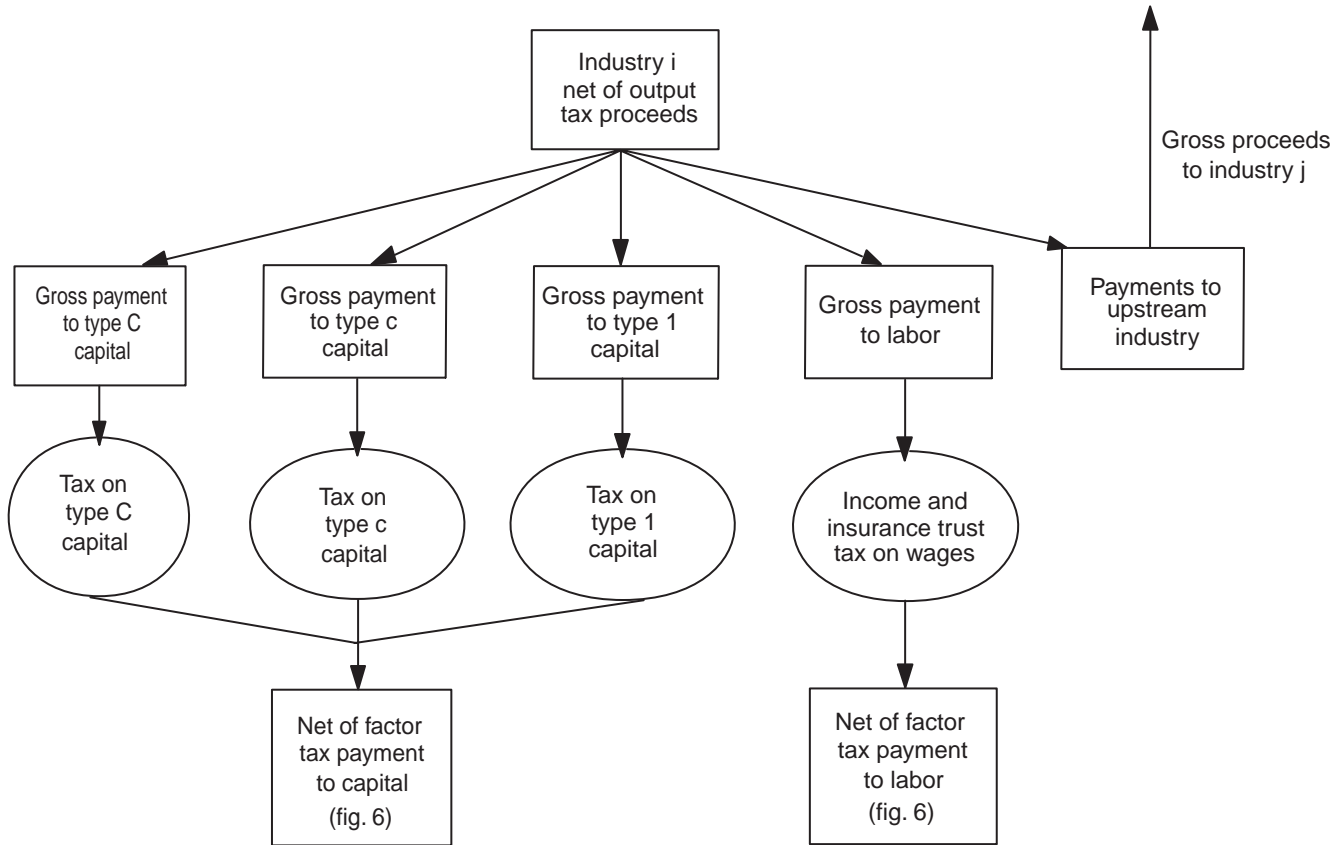 Industry i
net of output
tax proceeds
Gross proceeds
to industry j
Gross payment
to type C
capital
Gross payment
to type c
capital
Gross payment
to type 1
capital
Gross payment
to labor
Payments to
upstream
industry
Tax on
type C
capital
Tax on
type c
capital
Tax on
type 1
capital
Income and
insurance trust
tax on wages
Net of factor
tax payment
to capital
(fig. 6)
Net of factor
tax payment
to labor
(fig. 6)